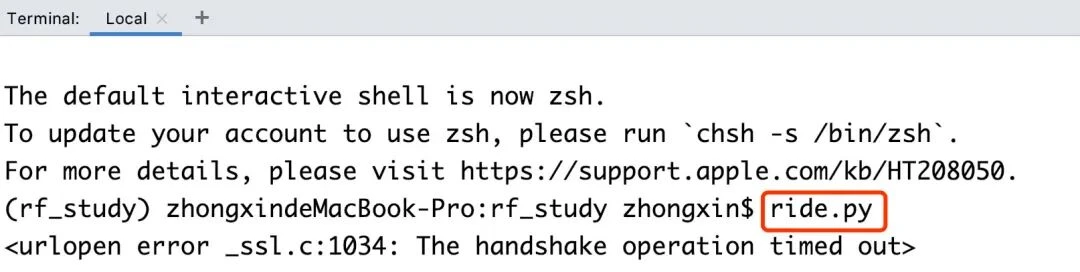 Terminal: Local × +
The default interactive shell is now zsh.
To update your account to use zsh, please run `chsh -s /bin/zsh`.
For more details, please visit https://support.apple.com/kb/HT208050.
(rf_study) zhongxindeMacBook-Pro:rf_study zhongxin$ ride.py
<urlopen error _ssl.c:1034: The handshake operation timed out>